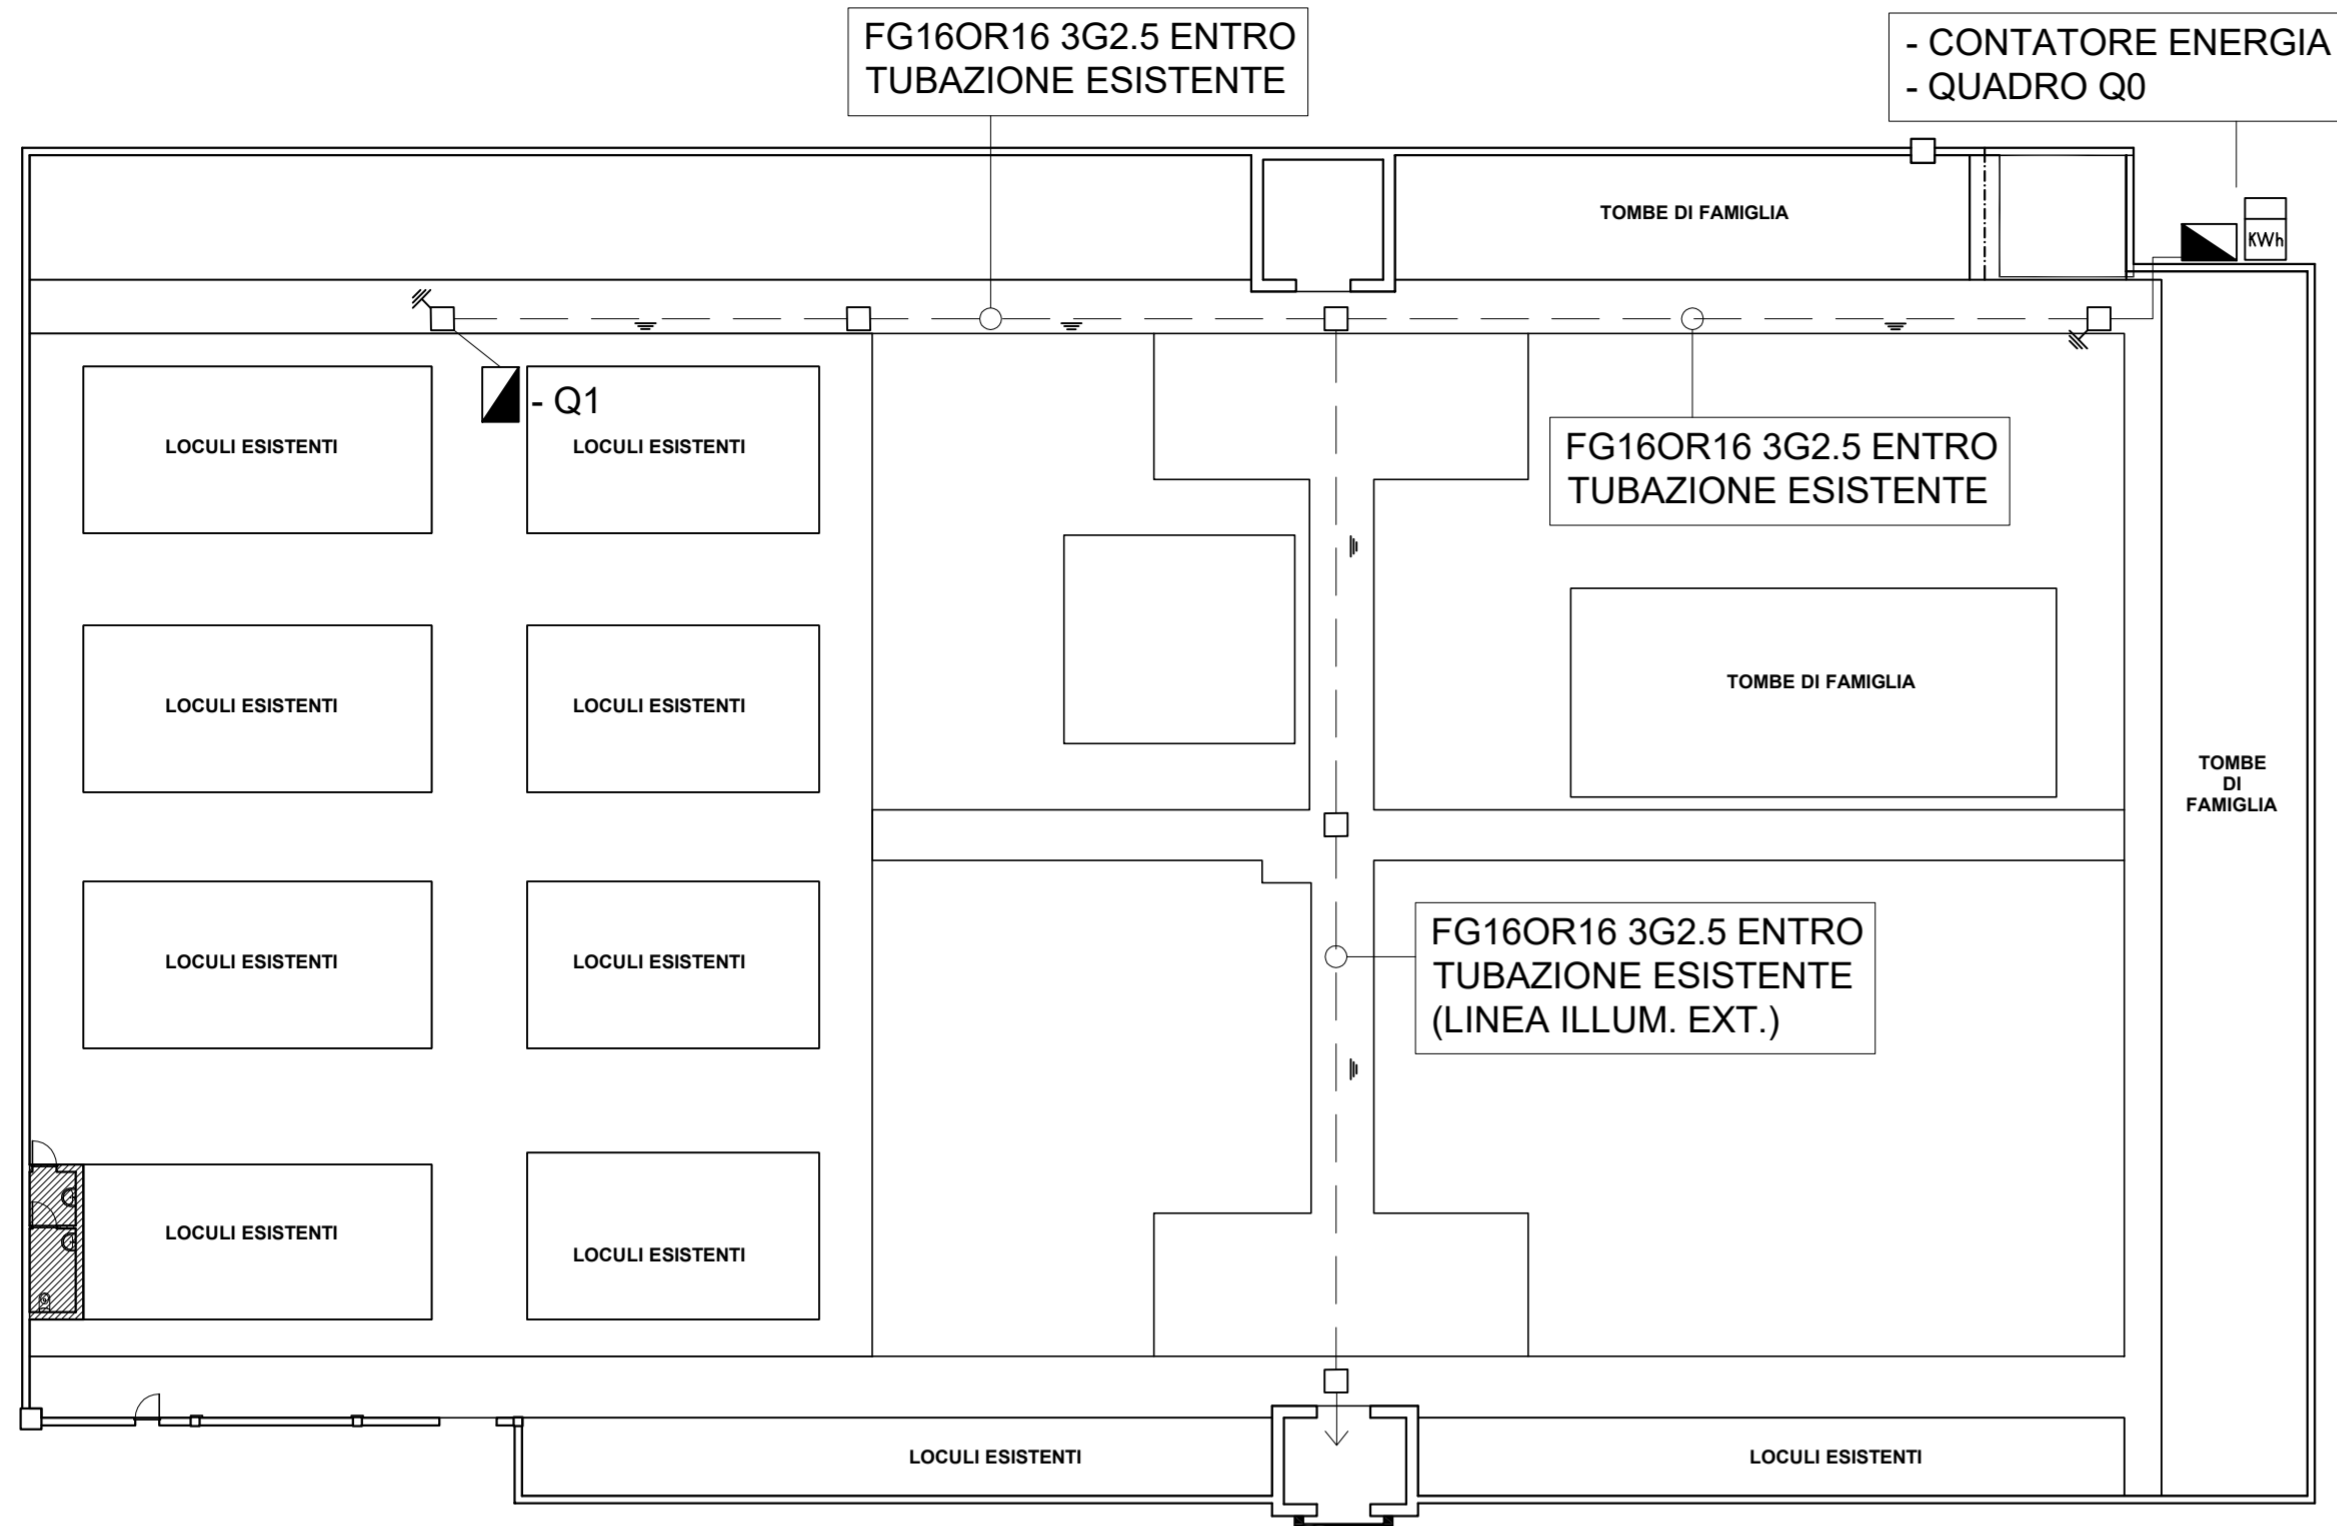 FG16OR16 3G2.5 ENTRO
TUBAZIONE ESISTENTE
- CONTATORE ENERGIA
- QUADRO Q0
TOMBE DI FAMIGLIA
KWh
- Q1
LOCULI ESISTENTI
LOCULI ESISTENTI
FG16OR16 3G2.5 ENTRO
TUBAZIONE ESISTENTE
LOCULI ESISTENTI
LOCULI ESISTENTI
TOMBE DI FAMIGLIA
TOMBE
DI
FAMIGLIA
LOCULI ESISTENTI
LOCULI ESISTENTI
FG16OR16 3G2.5 ENTRO
TUBAZIONE ESISTENTE
(LINEA ILLUM. EXT.)
LOCULI ESISTENTI
LOCULI ESISTENTI
LOCULI ESISTENTI
LOCULI ESISTENTI